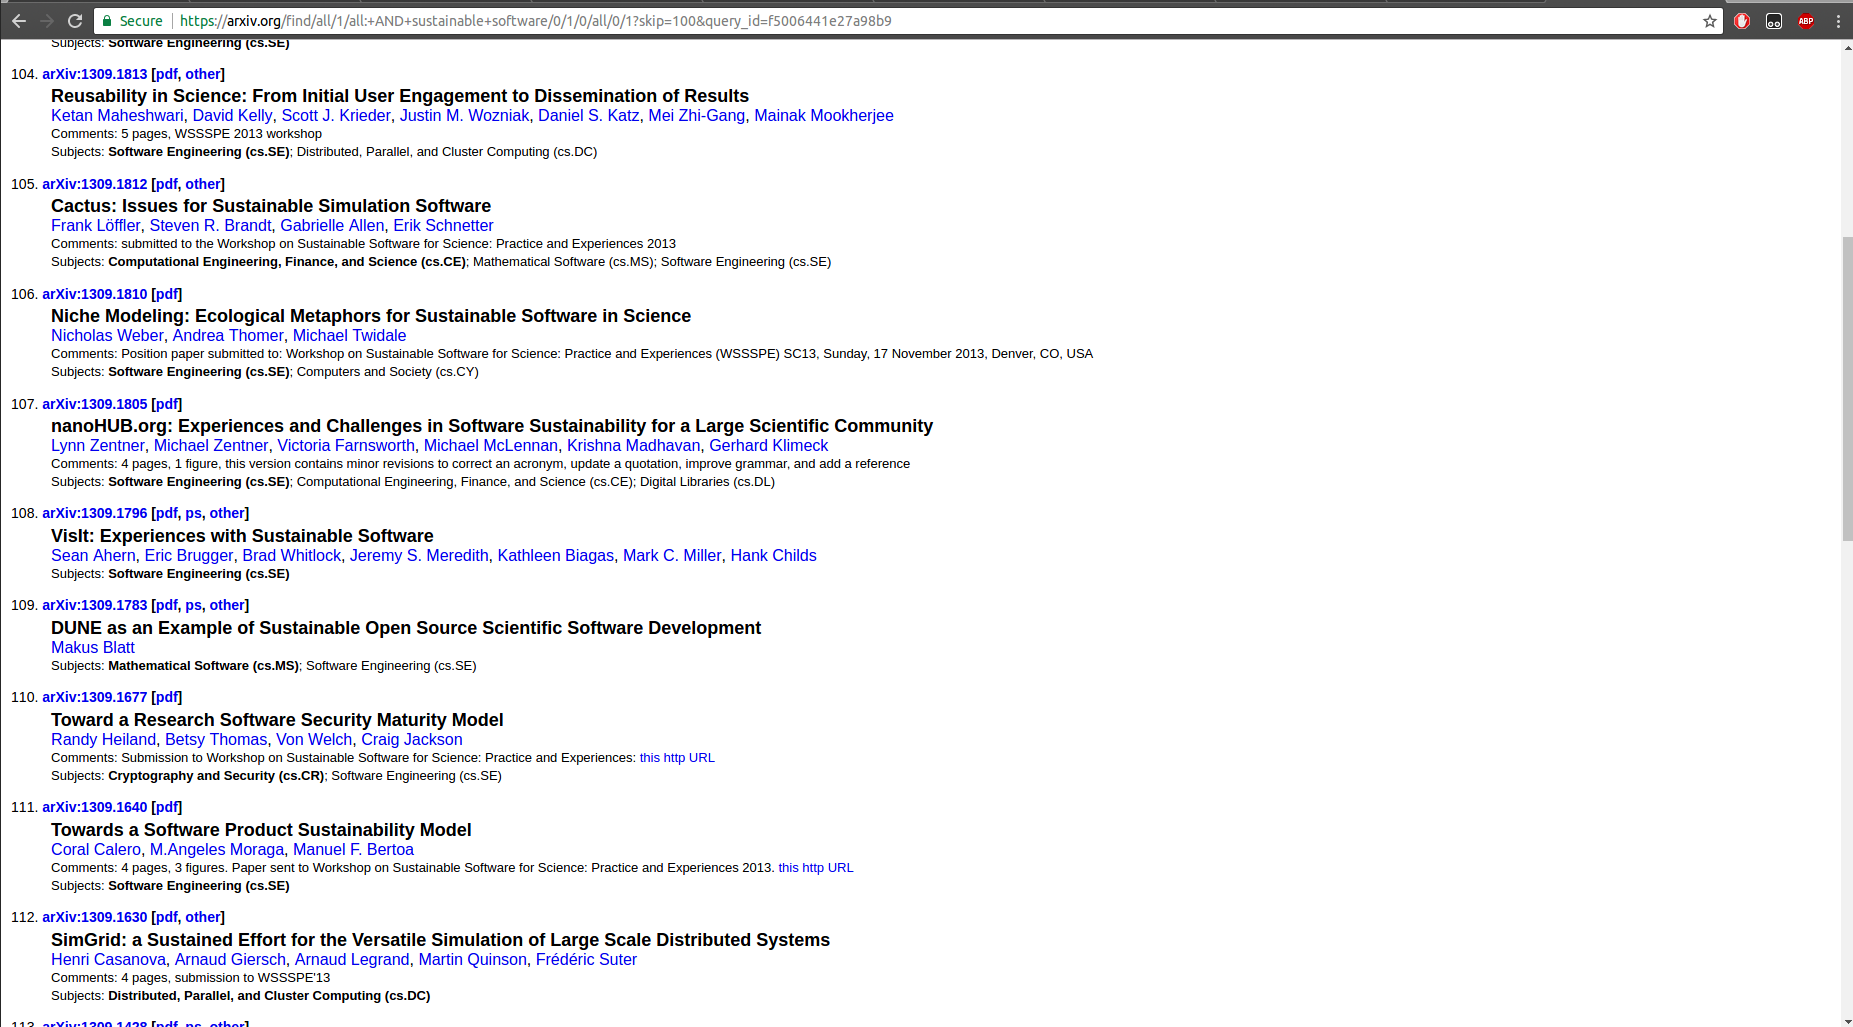 Secure https://arxiv.org/find/all/1/all:+AND+sustainable+software/0/1/0/all/0/1?skip=100&query_id=f5006441e27a98b9
ABP
Subjects: Software Engineering (cs.SE)
104. arXiv:1309.1813 [pdf, other]
Reusability in Science: From Initial User Engagement to Dissemination of Results
Ketan Maheshwari, David Kelly, Scott J. Krieder, Justin M. Wozniak, Daniel S. Katz, Mei Zhi-Gang, Mainak Mookherjee
Comments: 5 pages, WSSSPE 2013 workshop
Subjects: Software Engineering (cs.SE); Distributed, Parallel, and Cluster Computing (cs.DC)
105. arXiv:1309.1812 [pdf, other]
Cactus: Issues for Sustainable Simulation Software
Frank Löffler, Steven R. Brandt, Gabrielle Allen, Erik Schnetter
Comments: submitted to the Workshop on Sustainable Software for Science: Practice and Experiences 2013
Subjects: Computational Engineering, Finance, and Science (cs.CE); Mathematical Software (cs.MS); Software Engineering (cs.SE)
106. arXiv:1309.1810 [pdf]
Niche Modeling: Ecological Metaphors for Sustainable Software in Science
Nicholas Weber, Andrea Thomer, Michael Twidale
Comments: Position paper submitted to: Workshop on Sustainable Software for Science: Practice and Experiences (WSSSPE) SC13, Sunday, 17 November 2013, Denver, CO, USA
Subjects: Software Engineering (cs.SE); Computers and Society (cs.CY)
107. arXiv:1309.1805 [pdf]
nanoHUB.org: Experiences and Challenges in Software Sustainability for a Large Scientific Community
Lynn Zentner, Michael Zentner, Victoria Farnsworth, Michael McLennan, Krishna Madhavan, Gerhard Klimeck
Comments: 4 pages, 1 figure, this version contains minor revisions to correct an acronym, update a quotation, improve grammar, and add a reference
Subjects: Software Engineering (cs.SE); Computational Engineering, Finance, and Science (cs.CE); Digital Libraries (cs.DL)
108. arXiv:1309.1796 [pdf, ps, other]
VisIt: Experiences with Sustainable Software
Sean Ahern, Eric Brugger, Brad Whitlock, Jeremy S. Meredith, Kathleen Biagas, Mark C. Miller, Hank Childs
Subjects: Software Engineering (cs.SE)
109. arXiv:1309.1783 [pdf, ps, other]
DUNE as an Example of Sustainable Open Source Scientific Software Development
Makus Blatt
Subjects: Mathematical Software (cs.MS); Software Engineering (cs.SE)
110. arXiv:1309.1677 [pdf]
Toward a Research Software Security Maturity Model
Randy Heiland, Betsy Thomas, Von Welch, Craig Jackson
Comments: Submission to Workshop on Sustainable Software for Science: Practice and Experiences: this http URL
Subjects: Cryptography and Security (cs.CR); Software Engineering (cs.SE)
111. arXiv:1309.1640 [pdf]
Towards a Software Product Sustainability Model
Coral Calero, M.Angeles Moraga, Manuel F. Bertoa
Comments: 4 pages, 3 figures. Paper sent to Workshop on Sustainable Software for Science: Practice and Experiences 2013. this http URL
Subjects: Software Engineering (cs.SE)
112. arXiv:1309.1630 [pdf, other]
SimGrid: a Sustained Effort for the Versatile Simulation of Large Scale Distributed Systems
Henri Casanova, Arnaud Giersch, Arnaud Legrand, Martin Quinson, Frédéric Suter
Comments: 4 pages, submission to WSSSPE'13
Subjects: Distributed, Parallel, and Cluster Computing (cs.DC)
113. arXiv:1309.1428 [pdf, ps, other]